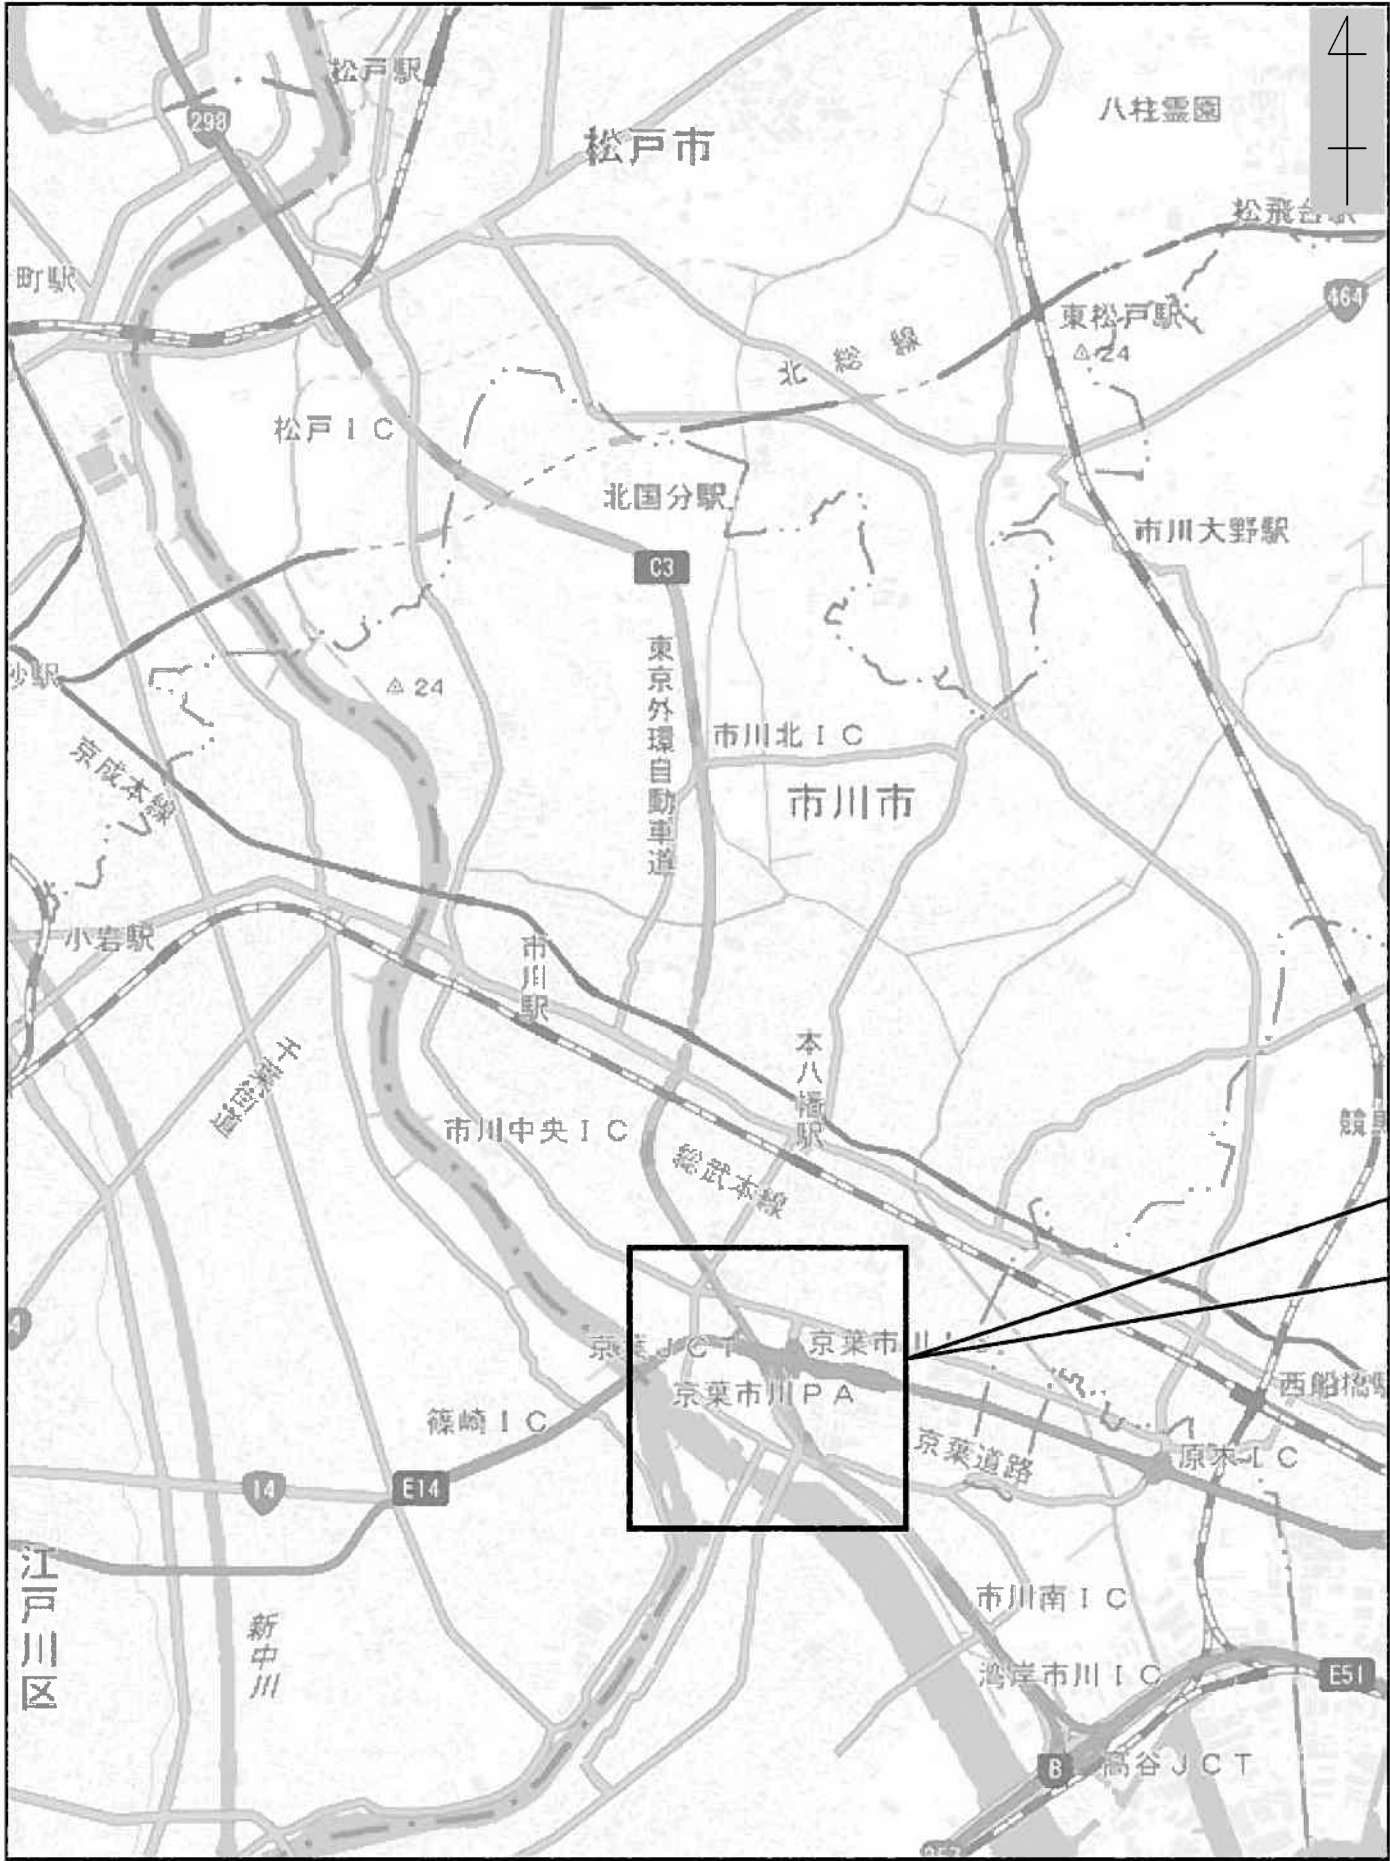 松戸駅
298
松戸市
八柱霊園
松飛台駅
町駅
464
東松戸駅
24
北総線
松戸IC
北国分駅
市川大野駅
C3
東京外環自動車道
24
市川北IC
市川市
京成本線
小岩駅
市川駅
千葉街道
本八幡駅
市川中央IC
総武本線
京葉JCT
京葉市川
京葉市川PA
西船橋駅
篠崎IC
京葉道路
原木IC
14
E14
江戸川区
新中川
市川南IC
湾岸市川IC
E51
B
高谷JCT